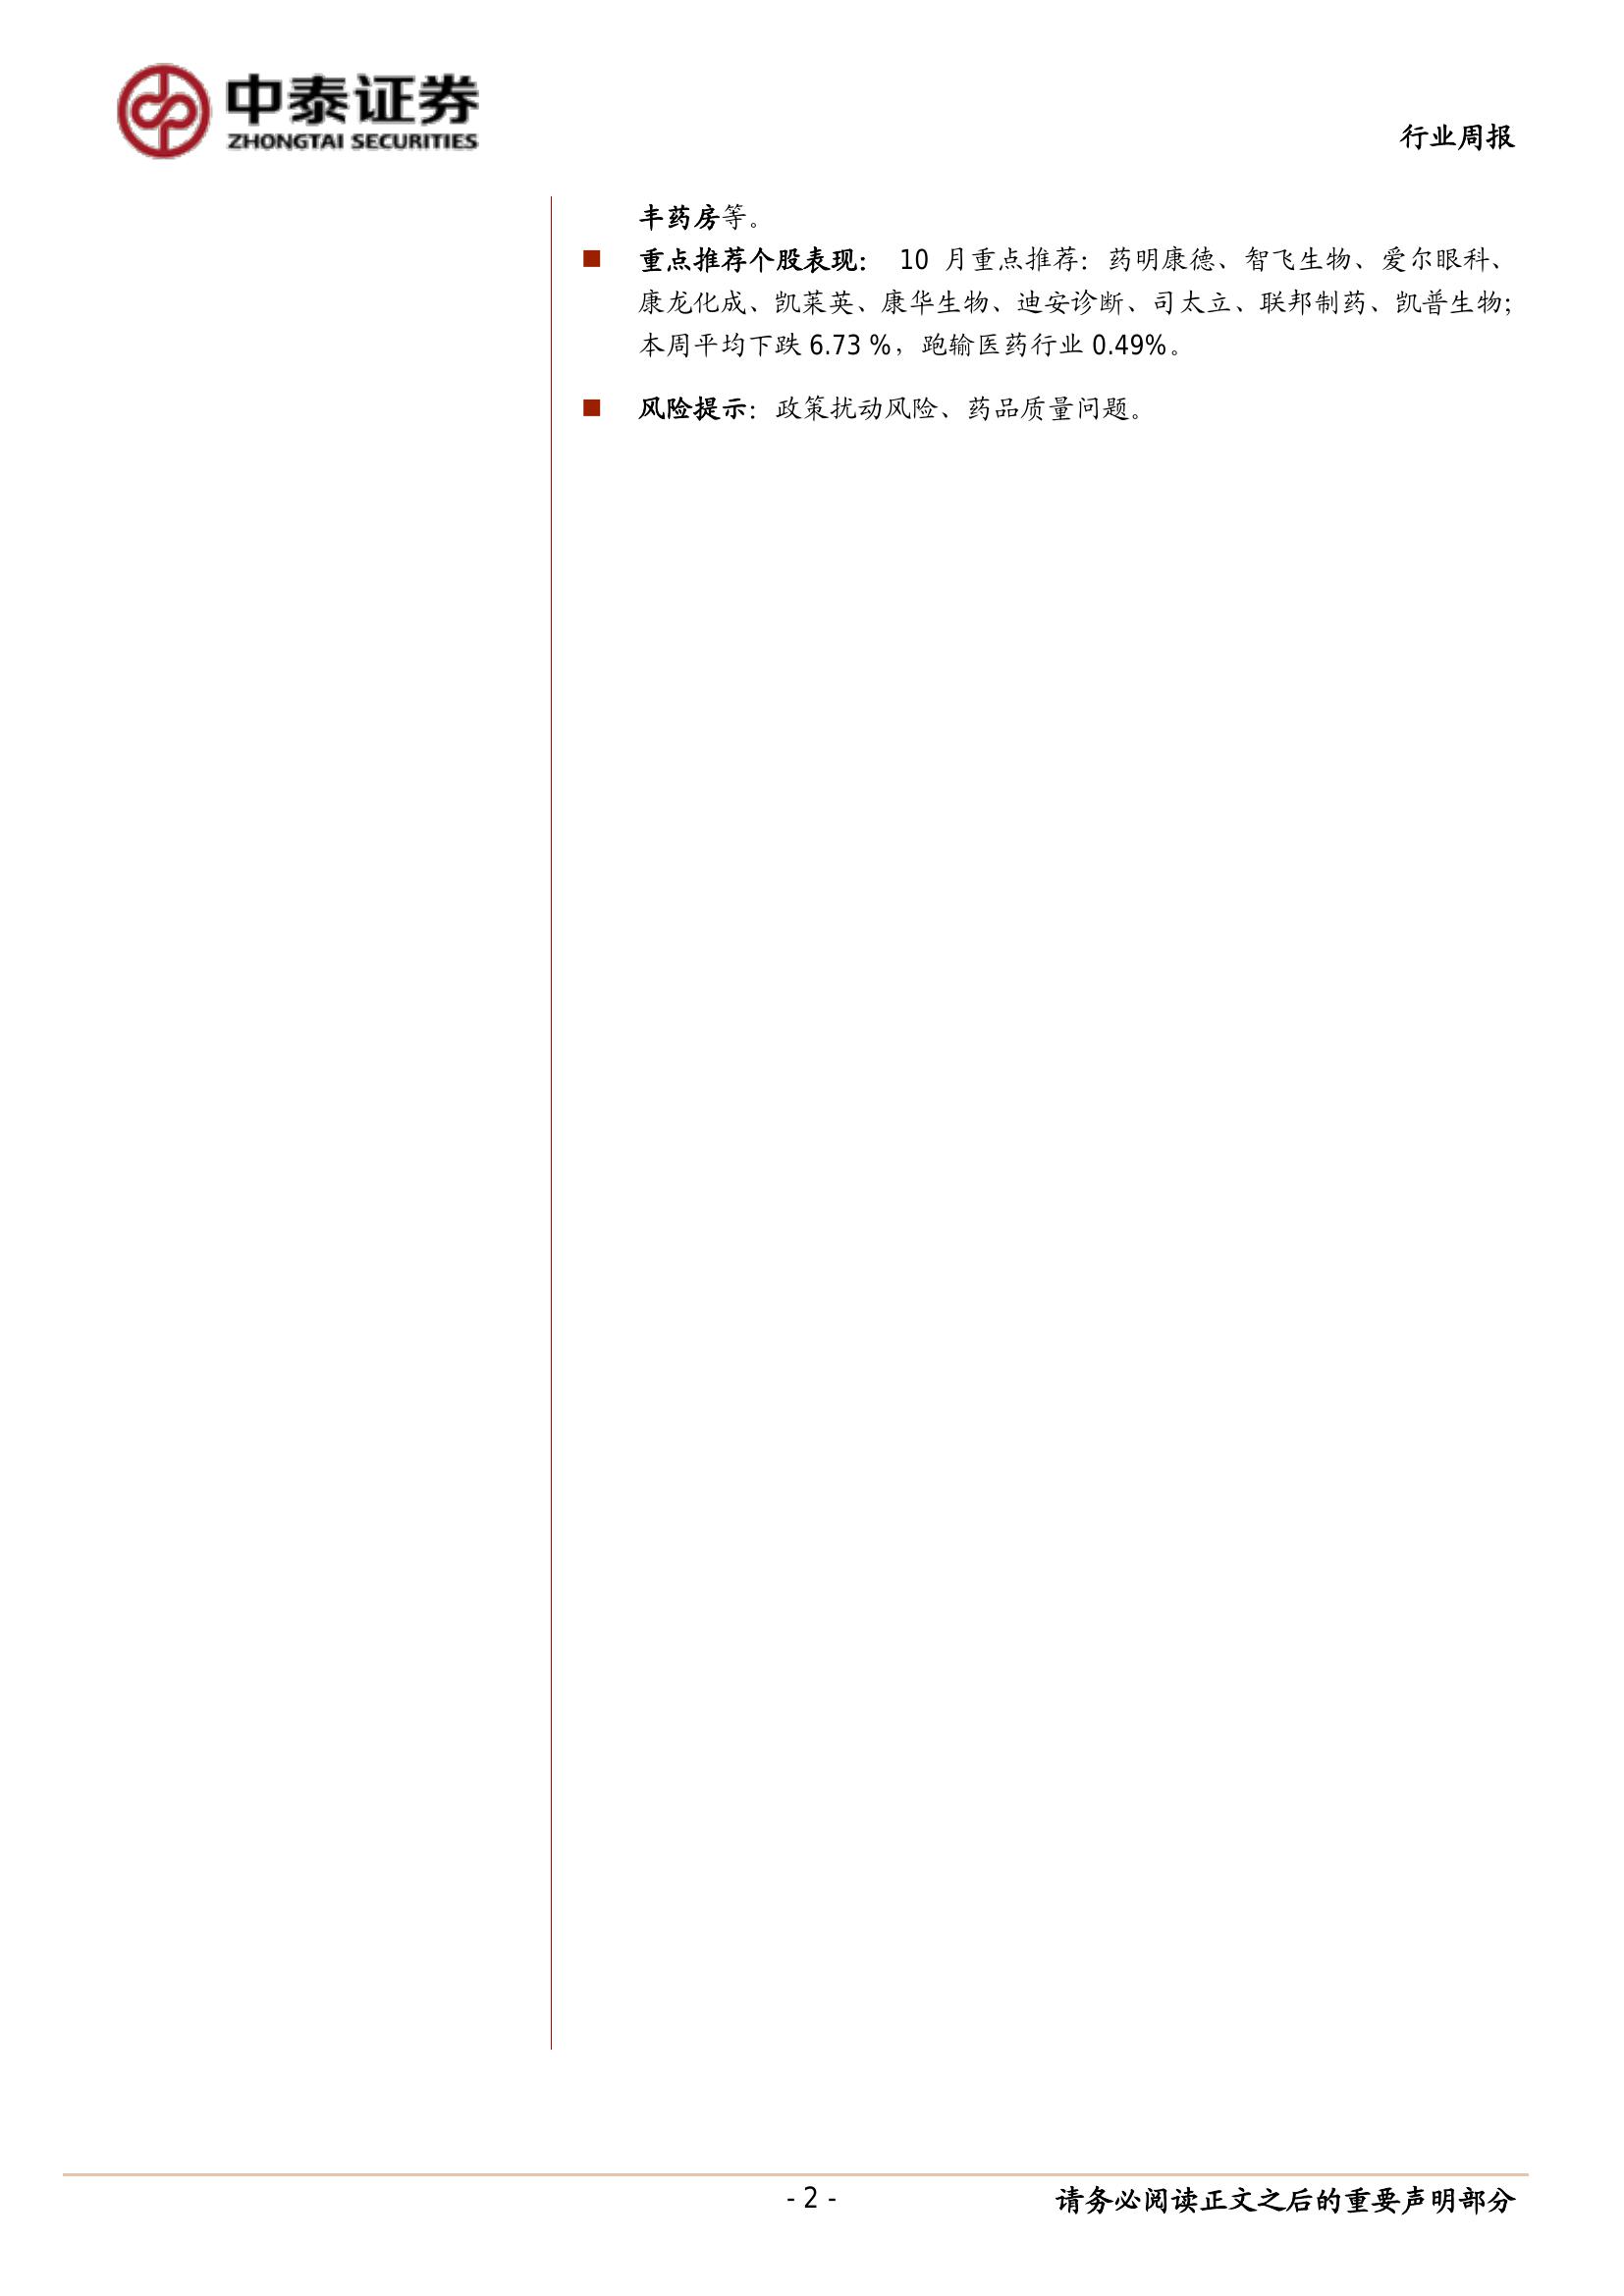 中泰证券
ZHONGTAI SECURITIES
行业周报
丰药房等。
■ 重点推荐个股表现： 10 月重点推荐：药明康德、智飞生物、爱尔眼科、
康龙化成、凯莱英、康华生物、迪安诊断、司太立、联邦制药、凯普生物；
本周平均下跌 6.73 %，跑输医药行业 0.49%。
■ 风险提示：政策扰动风险、药品质量问题。
- 2 -
请务必阅读正文之后的重要声明部分